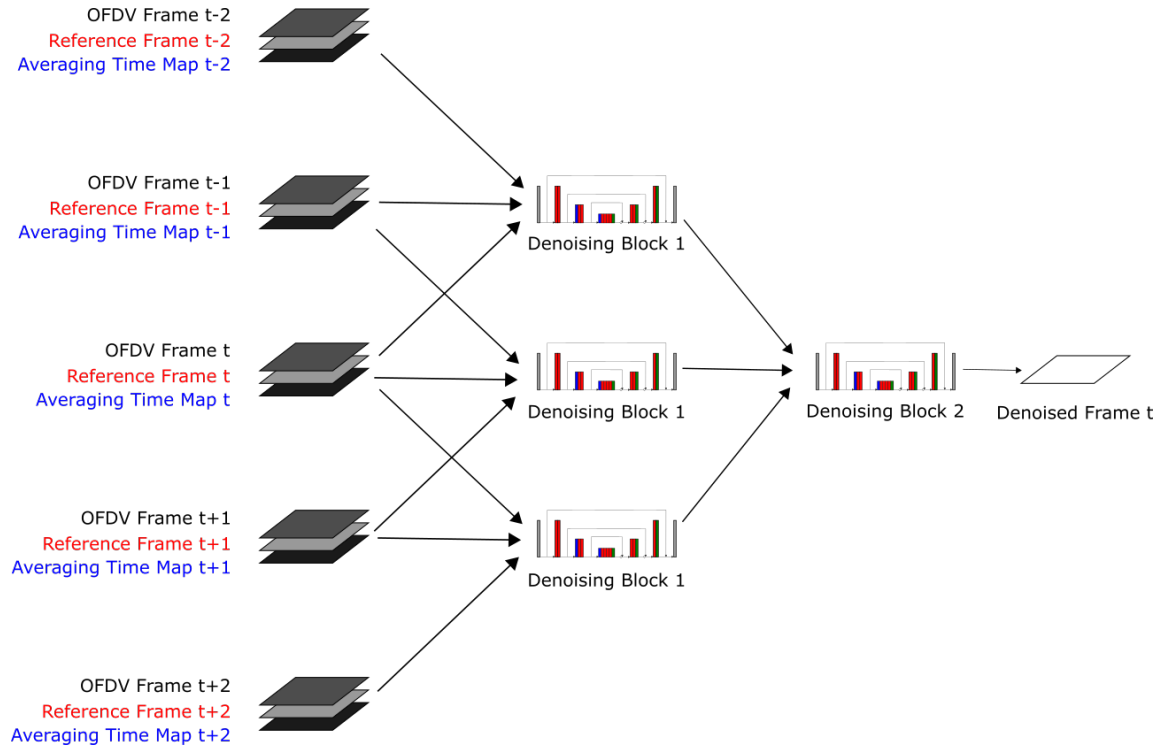 OFDV Frame t-2
Reference Frame t-2
Averaging Time Map t-2
OFDV Frame t-1
Reference Frame t-1
Averaging Time Map t-1
Denoising Block 1
OFDV Frame t
Reference Frame t
Averaging Time Map t
Denoising Block 1
Denoising Block 2
Denoised Frame t
OFDV Frame t+1
Reference Frame t+1
Averaging Time Map t+1
Denoising Block 1
OFDV Frame t+2
Reference Frame t+2
Averaging Time Map t+2